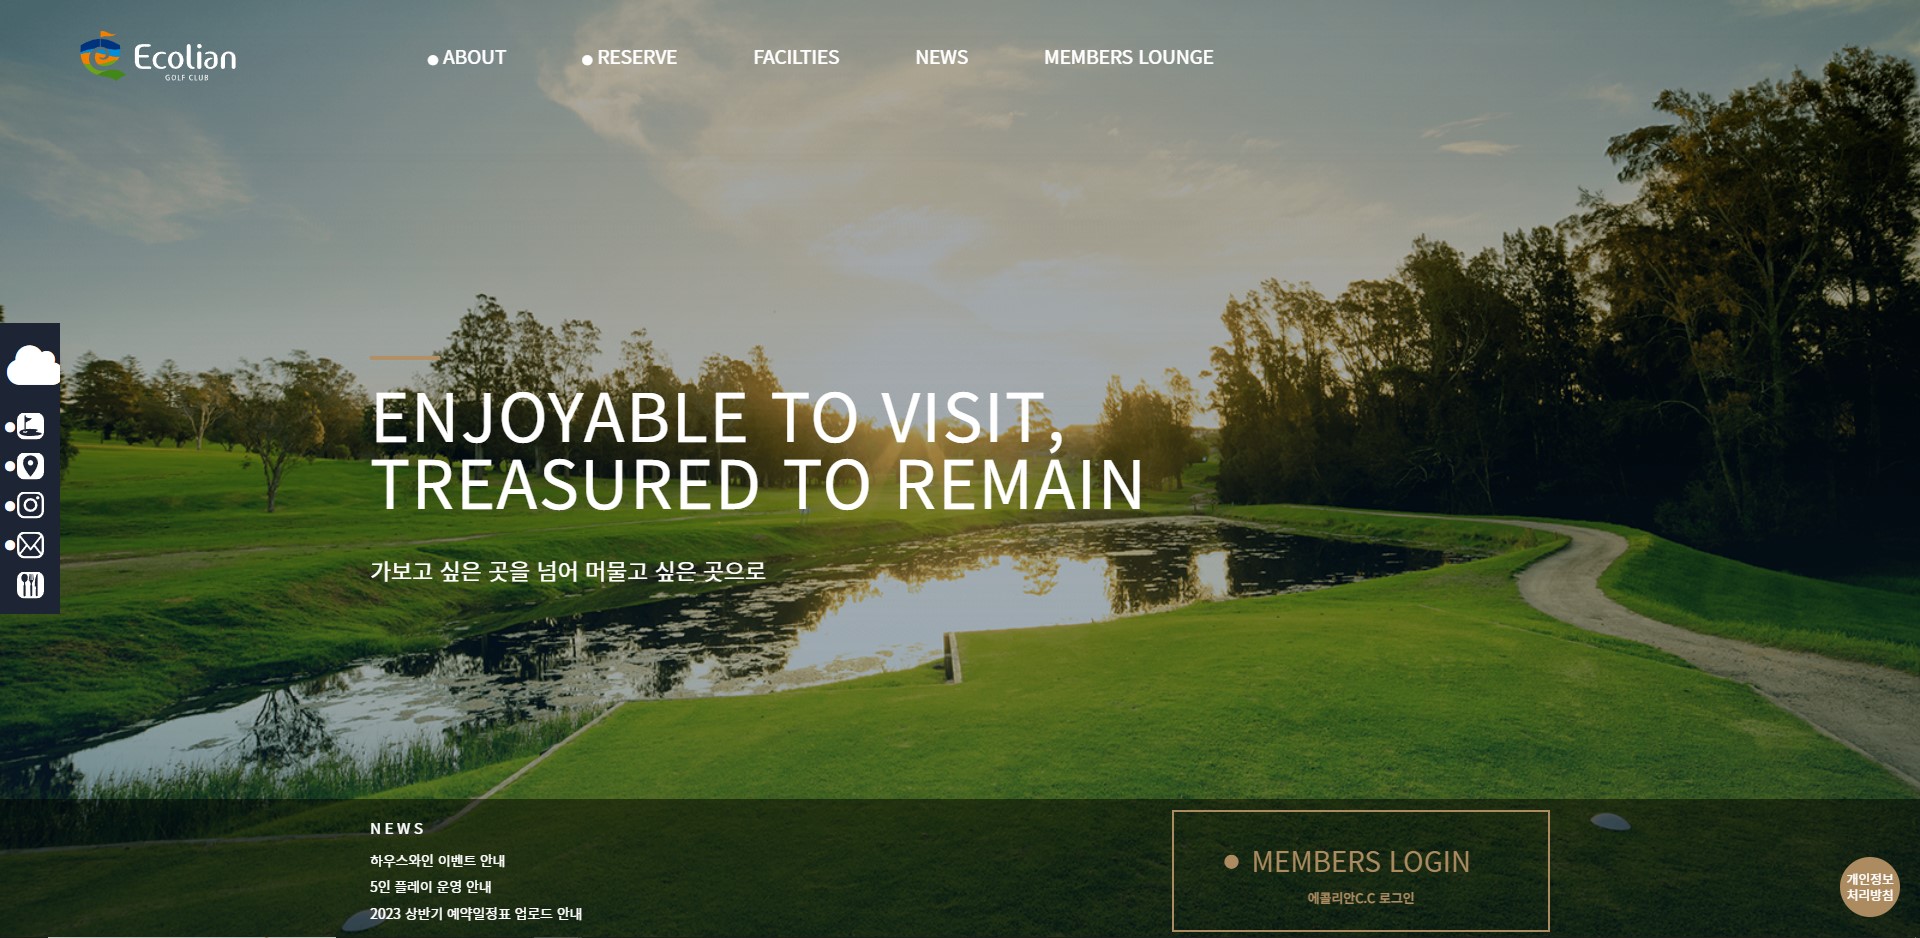 Ecolian
GOLF CLUB
ABOUT
RESERVE
FACILTIES
NEWS
MEMBERS LOUNGE
ENJOYABLE TO VISIT,
TREASURED TO REMAIN
가보고 싶은 곳을 넘어 머물고 싶은 곳으로
NEWS
하우스와인 이벤트 안내
5인 플레이 운영 안내
2023 상반기 예약일정표 업로드 안내
MEMBERS LOGIN
에콜리안C.C 로그인
개인정보
처리방침